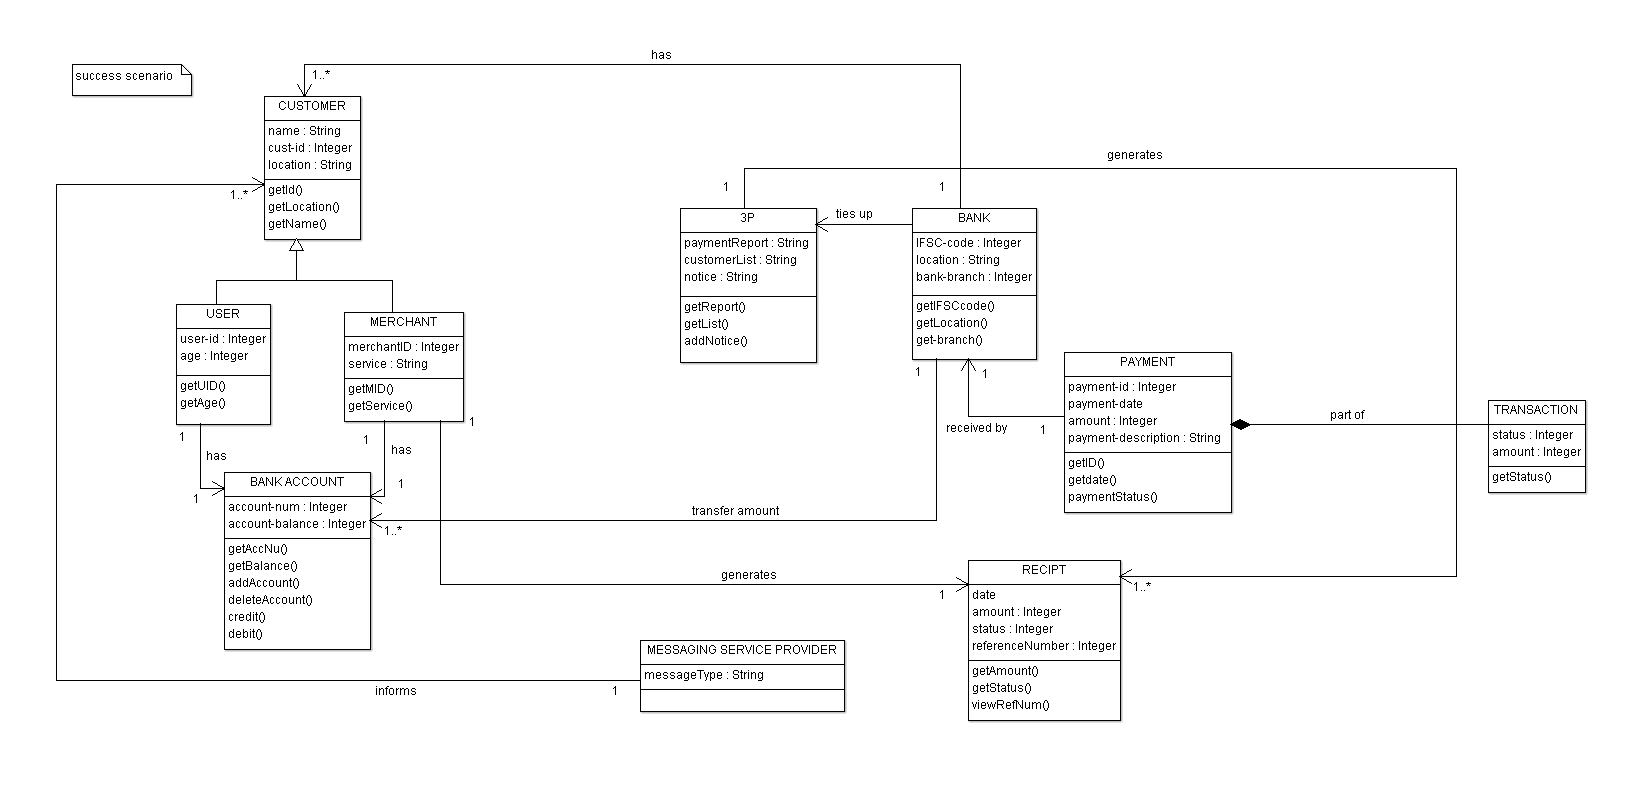 has
success scenario
1..*
CUSTOMER
name : String
cust-id : Integer
location : String
getId()
getLocation()
getName()
1..*
generates
1
1
3P
paymentReport : String
customerList : String
notice : String
getReport()
getList()
addNotice()
ties up
BANK
IFSC-code : Integer
location : String
bank-branch : Integer
getIFSCcode()
getLocation()
get-branch()
USER
user-id : Integer
age : Integer
getUID()
getAge()
MERCHANT
merchantID : Integer
service : String
getMID()
getService()
1
1
received by
1
PAYMENT
payment-id : Integer
payment-date
amount : Integer
payment-description : String
getID()
getdate()
paymentStatus()
part of
TRANSACTION
status : Integer
amount : Integer
getStatus()
1
has
1
1
has
1
1
BANK ACCOUNT
account-num : Integer
account-balance : Integer
getAccNu()
getBalance()
addAccount()
deleteAccount()
credit()
debit()
transfer amount
1..*
generates
1
RECIPT
date
amount : Integer
status : Integer
referenceNumber : Integer
getAmount()
getStatus()
viewRefNum()
1..*
MESSAGING SERVICE PROVIDER
messageType : String
informs
1